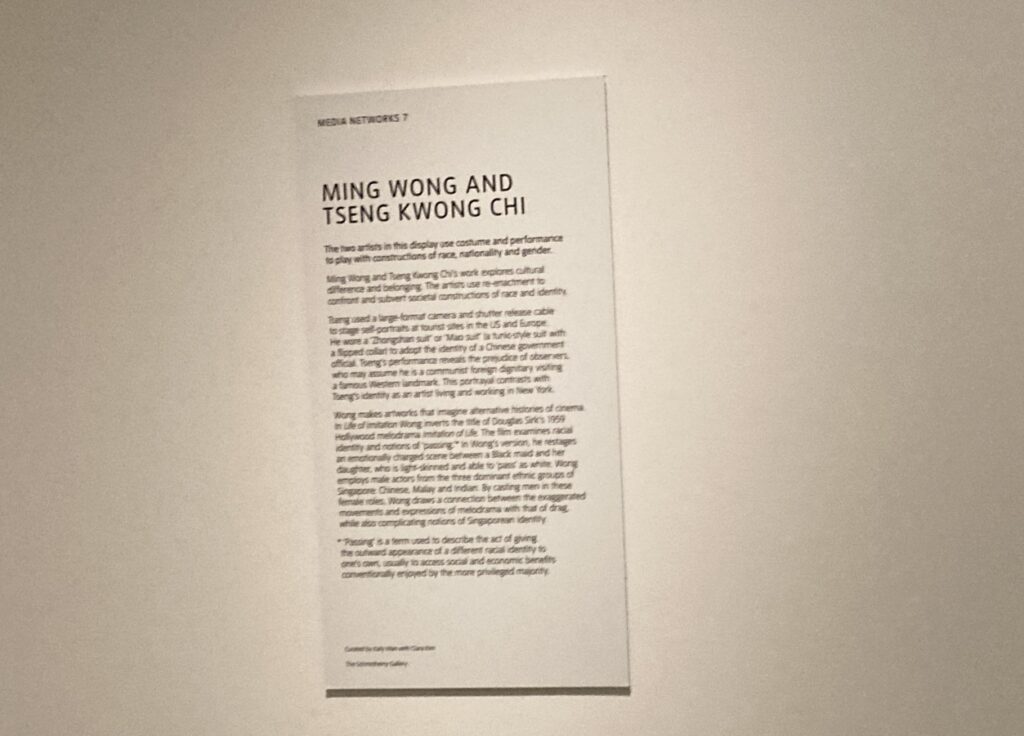 MEDIA NETWORKS 7
MING WONG AND
TSENG KWONG CHI
The two artists in this display use costume and performance
to play with constructions of race, nationality and gender.
Ming Wong and Tseng Kwong Chi's work explores cultural
difference and belonging. The artists use re-enactment to
confront and subvert societal constructions of race and identity.
Tseng used a large-format camera and shutter release cable
to stage self-portraits at tourist sites in the US and Europe.
He wore a 'Zhongshan suit' or 'Mao suit' (a tunic-style suit with
a flipped collar) to adopt the identity of a Chinese government
official. Tseng's performance reveals the prejudice of observers,
who may assume he is a communist foreign dignitary visiting
a famous Western landmark. This portrayal contrasts with
Tseng's identity as an artist living and working in New York.
Wong makes artworks that imagine alternative histories of cinema.
In Life of Imitation Wong inverts the title of Douglas Sirk's 1959
Hollywood melodrama Imitation of Life. The film examines racial
identity and notions of 'passing'.* In Wong's version, he restages
an emotionally charged scene between a Black maid and her
daughter, who is light-skinned and able to 'pass' as white. Wong
employs male actors from the three dominant ethnic groups of
Singapore: Chinese, Malay and Indian. By casting men in these
female roles, Wong draws a connection between the exaggerated
movements and expressions of melodrama with that of drag,
while also complicating notions of Singaporean identity.
* 'Passing' is a term used to describe the act of giving
the outward appearance of a different racial identity to
one's own, usually to access social and economic benefits
conventionally enjoyed by the more privileged majority.
Curated by Katy Wan with Clara Kim
The Gallery